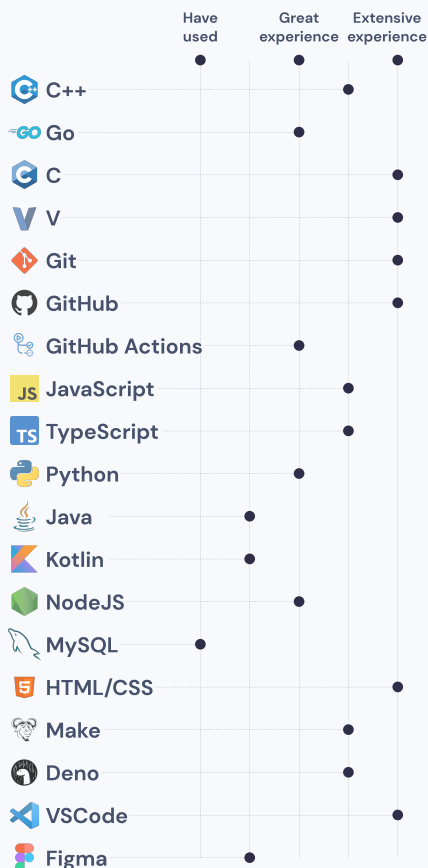 Have used
Great experience
Extensive experience
C++
GO Go
C
V
Git
GitHub
GitHub Actions
JS JavaScript
TS TypeScript
Python
Java
Kotlin
NodeJS
MySQL
5 HTML/CSS
Make
Deno
VSCode
Figma